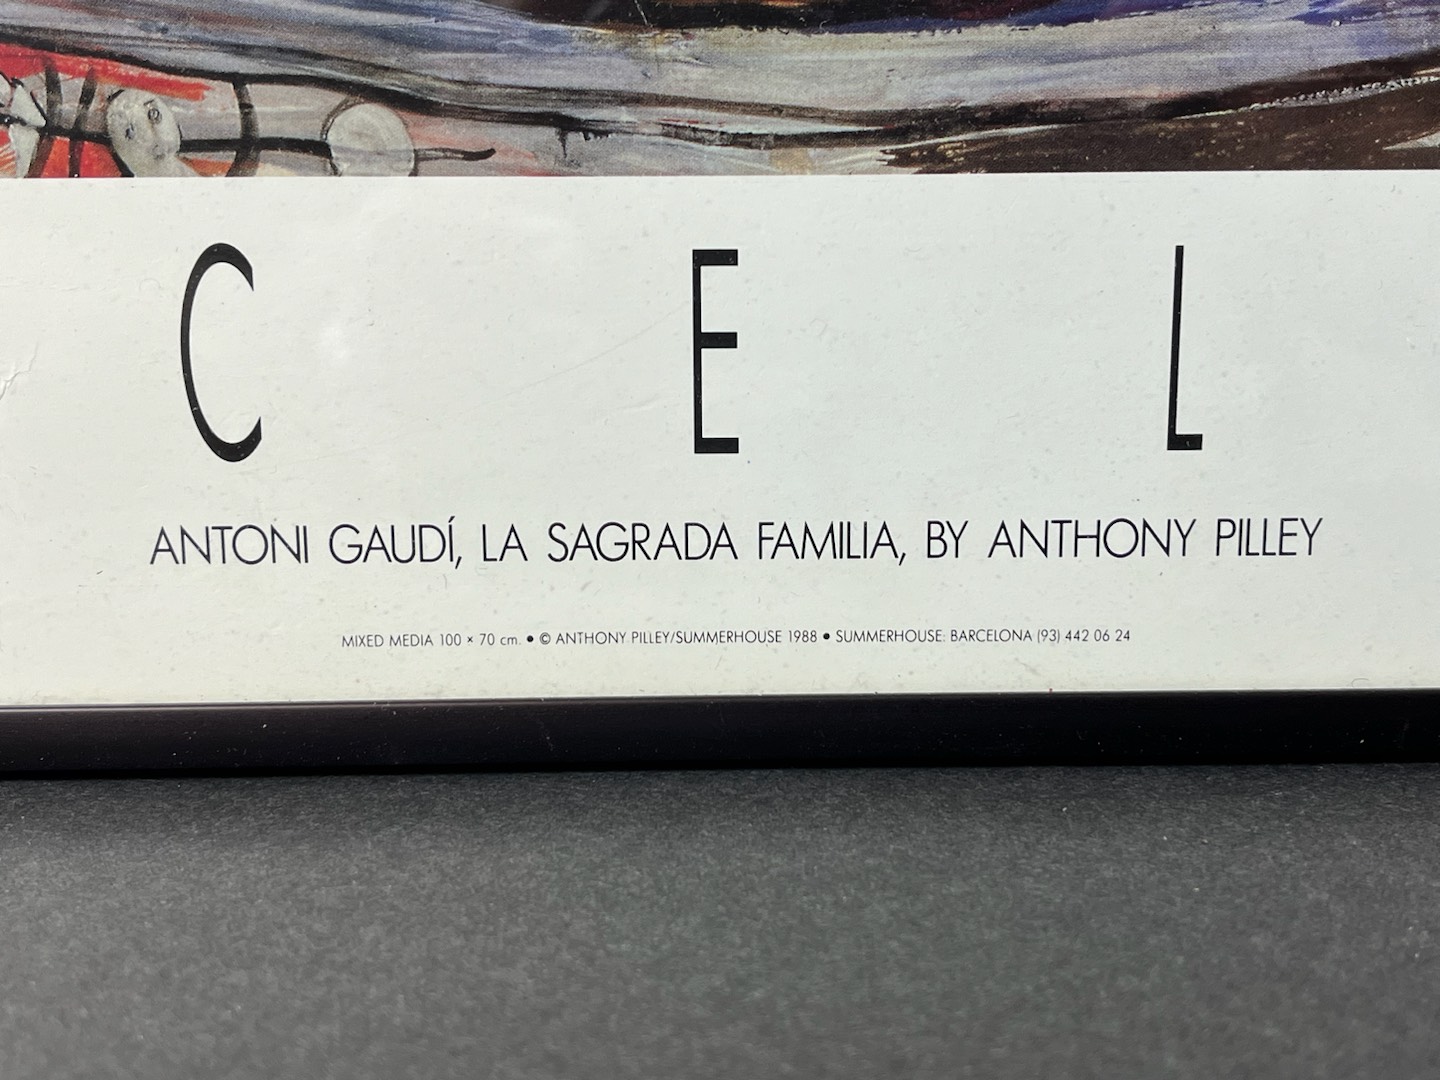 C E L
ANTONI GAUDÍ, LA SAGRADA FAMILIA, BY ANTHONY PILLEY
MIXED MEDIA 100 × 70 cm. • © ANTHONY PILLEY/SUMMERHOUSE 1988 • SUMMERHOUSE: BARCELONA (93) 442 06 24